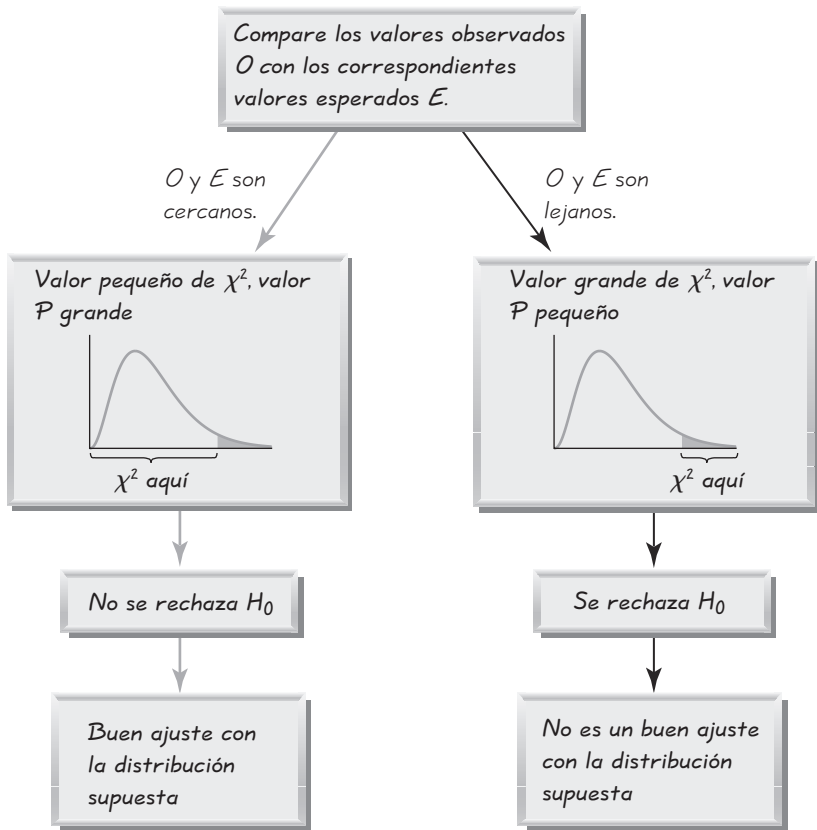 Compare los valores observados
O con los correspondientes
valores esperados E.
O y E son
cercanos.
O y E son
lejanos.
Valor pequeño de χ², valor
P grande
χ² aquí
Valor grande de χ², valor
P pequeño
χ² aquí
No se rechaza H₀
Se rechaza H₀
Buen ajuste con
la distribución
supuesta
No es un buen ajuste
con la distribución
supuesta